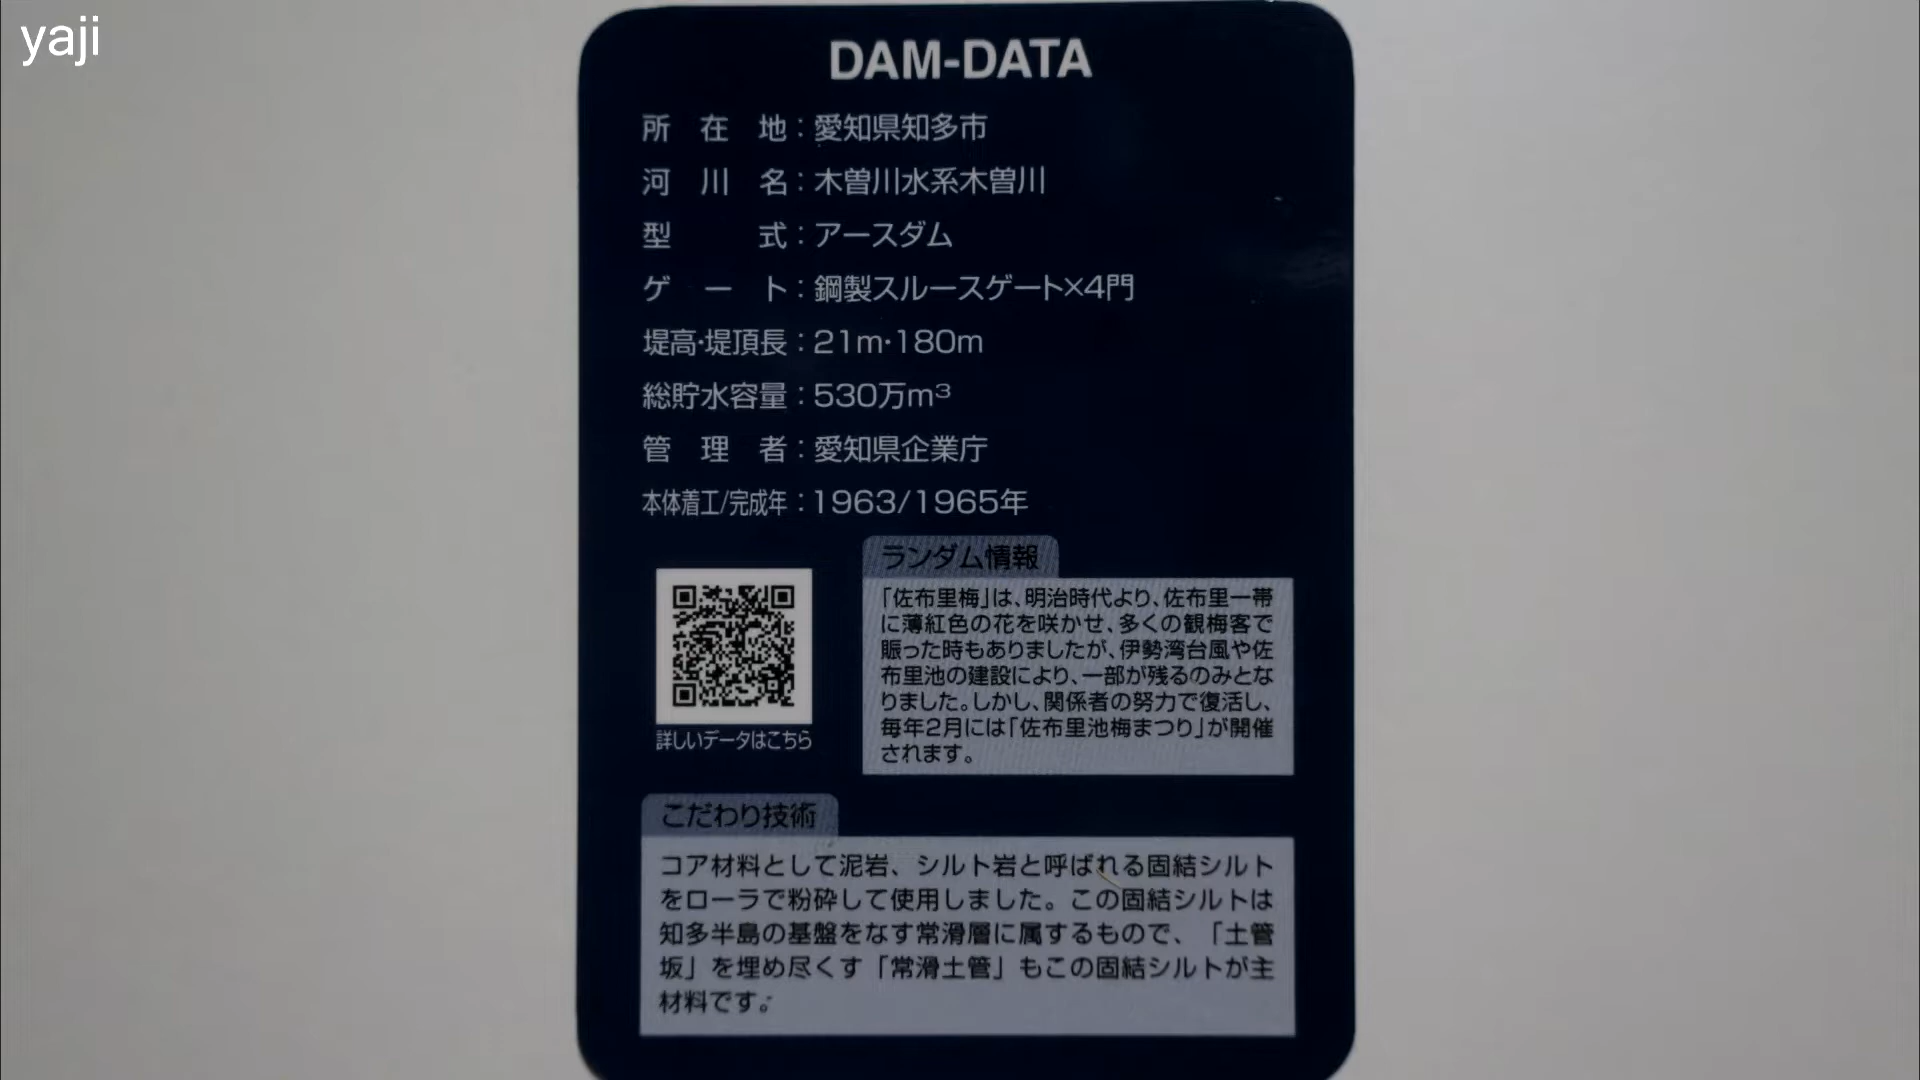 yaji
DAM-DATA
所在地：愛知県知多市
河川名：木曽川水系木曽川
型式：アースダム
ゲート：鋼製スルースゲート×4門
堤高・堤頂長：21m・180m
総貯水容量：530万m³
管理者：愛知県企業庁
本体着工/完成年：1963/1965年
詳しいデータはこちら
ランダム情報
「佐布里梅」は、明治時代より、佐布里一帯
に薄紅色の花を咲かせ、多くの観梅客で
賑った時もありましたが、伊勢湾台風や佐
布里池の建設により、一部が残るのみとな
りました。しかし、関係者の努力で復活し、
毎年2月には「佐布里池梅まつり」が開催
されます。
こだわり技術
コア材料として泥岩、シルト岩と呼ばれる固結シルト
をローラで粉砕して使用しました。この固結シルトは
知多半島の基盤をなす常滑層に属するもので、「土管
坂」を埋め尽くす「常滑土管」もこの固結シルトが主
材料です。